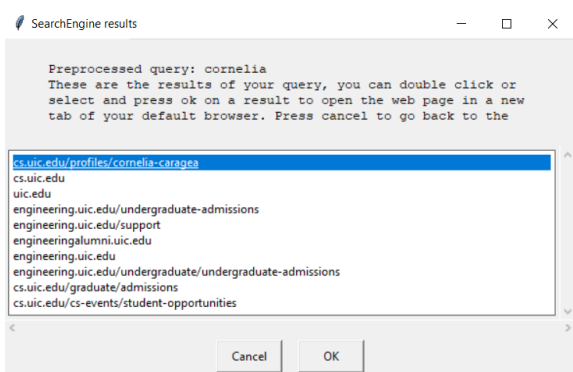 SearchEngine results
Preprocessed query: cornelia
These are the results of your query, you can double click or
select and press ok on a result to open the web page in a new
tab of your default browser. Press cancel to go back to the
cs.uic.edu/profiles/cornelia-caragea
cs.uic.edu
uic.edu
engineering.uic.edu/undergraduate-admissions
engineering.uic.edu/support
engineeringalumni.uic.edu
engineering.uic.edu
engineering.uic.edu/undergraduate/undergraduate-admissions
cs.uic.edu/graduate/admissions
cs.uic.edu/cs-events/student-opportunities
Cancel OK